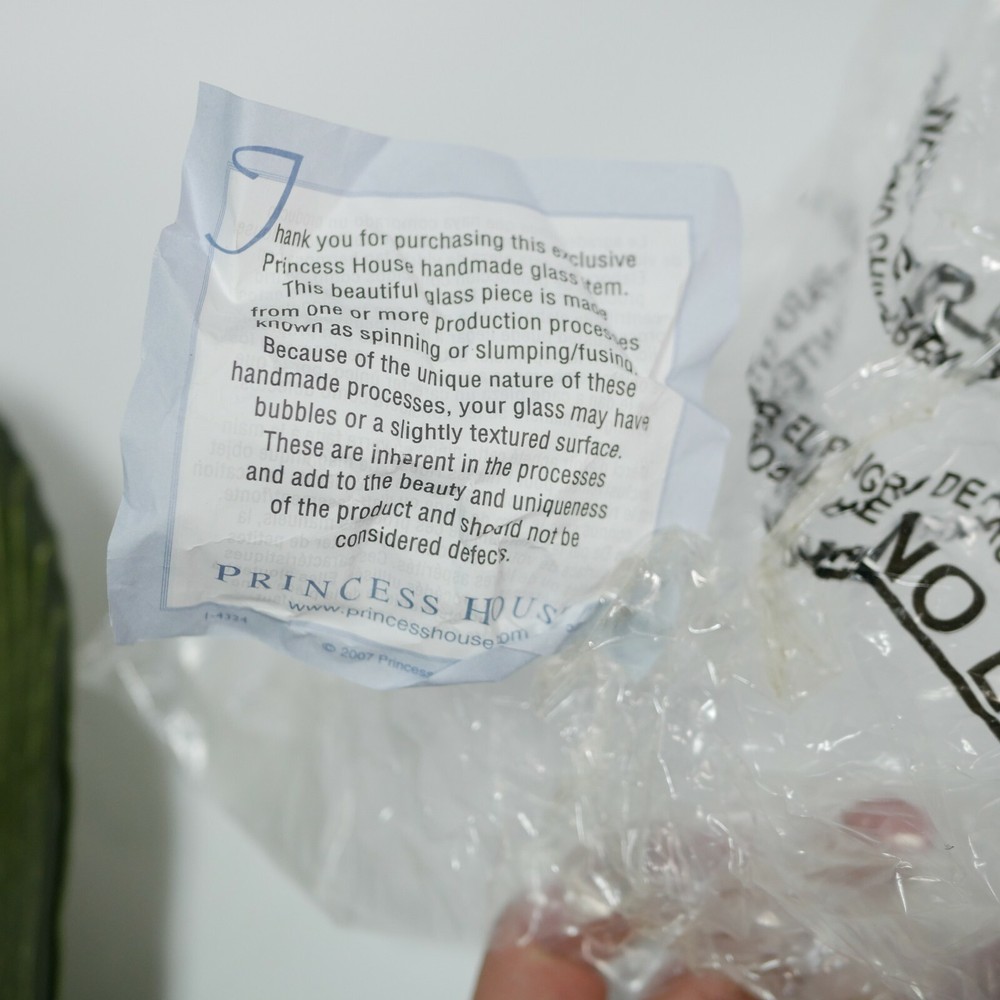 Thank you for purchasing this exclusive
Princess House handmade glass item.
This beautiful glass piece is made
from one or more production processes
known as spinning or slumping/fusing.
Because of the unique nature of these
handmade processes, your glass may have
bubbles or a slightly textured surface.
These are inherent in the processes
and add to the beauty and uniqueness
of the product and should not be
considered defects.
PRINCESS HOUSE
www.princesshouse.com
I-4334
© 2007 Princess
NO